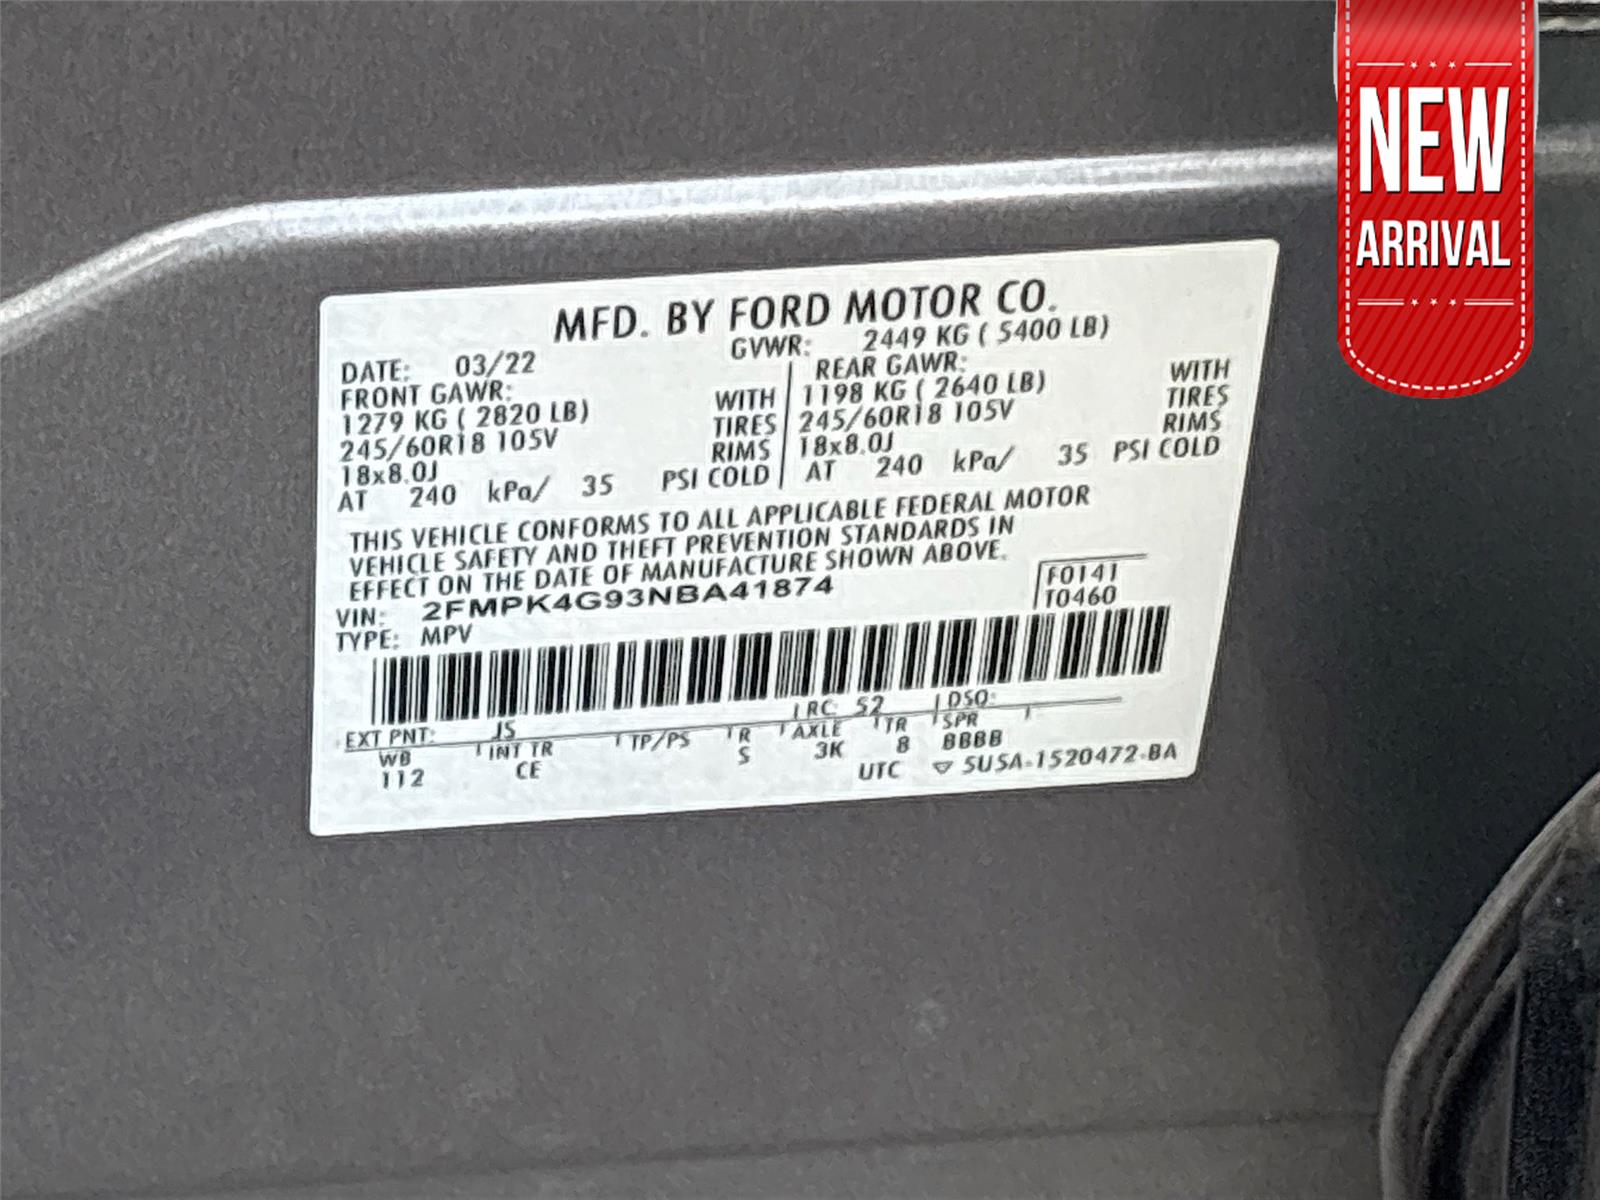 NEW
ARRIVAL
MFD. BY FORD MOTOR CO.
DATE: 03/22 GVWR: 2449 KG ( 5400 LB)
FRONT GAWR: REAR GAWR:
1279 KG ( 2820 LB) WITH 1198 KG ( 2640 LB) WITH
245/60R18 105V TIRES 245/60R18 105V TIRES
18x8.0J RIMS 18x8.0J RIMS
AT 240 kPa/ 35 PSI COLD AT 240 kPa/ 35 PSI COLD
THIS VEHICLE CONFORMS TO ALL APPLICABLE FEDERAL MOTOR
VEHICLE SAFETY AND THEFT PREVENTION STANDARDS IN
EFFECT ON THE DATE OF MANUFACTURE SHOWN ABOVE.
VIN: 2FMPK4G93NBA41874 F0141
TYPE: MPV T0460
EXT PNT: JS RC: 52 DSO:
WB INT TR TP/PS R AXLE TR SPR
112 CE S 3K 8 BBBB
UTC 5USA-1520472-BA